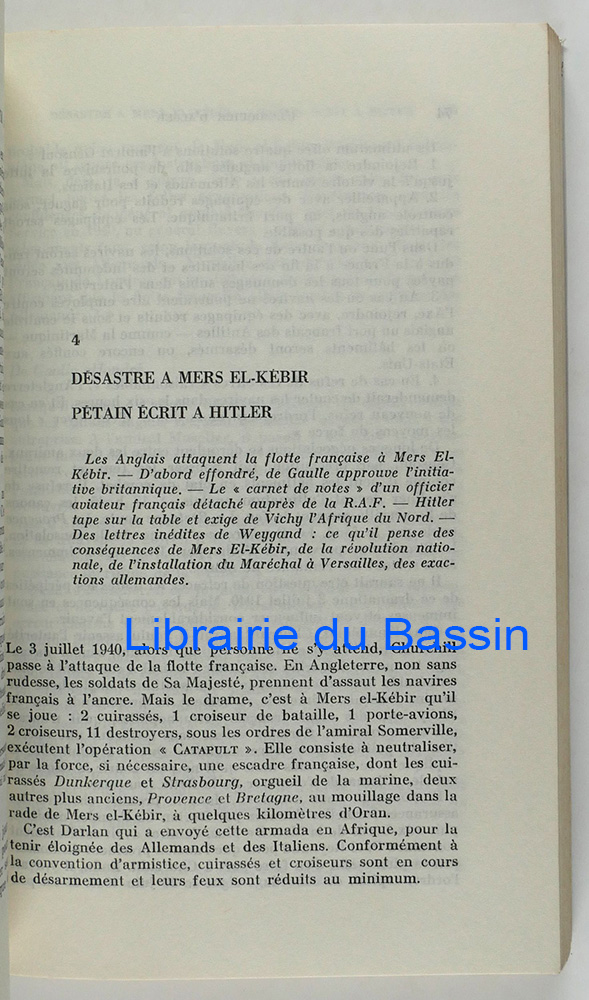 4
DÉSASTRE A MERS EL-KÉBIR
PÉTAIN ÉCRIT A HITLER
Les Anglais attaquent la flotte française à Mers El-
Kébir. — D'abord effondré, de Gaulle approuve l'initia-
tive britannique. — Le « carnet de notes » d'un officier
aviateur français détaché auprès de la R.A.F. — Hitler
tape sur la table et exige de Vichy l'Afrique du Nord. —
Des lettres inédites de Weygand : ce qu'il pense des
conséquences de Mers El-Kébir, de la révolution natio-
nale, de l'installation du Maréchal à Versailles, des exac-
tions allemandes.
Librairie du Bassin
Le 3 juillet 1940, alors que personne ne s'y attend, Churchill
passe à l'attaque de la flotte française. En Angleterre, non sans
rudesse, les soldats de Sa Majesté, prennent d'assaut les navires
français à l'ancre. Mais le drame, c'est à Mers el-Kébir qu'il
se joue : 2 cuirassés, 1 croiseur de bataille, 1 porte-avions,
2 croiseurs, 11 destroyers, sous les ordres de l'amiral Somerville,
exécutent l'opération « CATAPULT ». Elle consiste à neutraliser,
par la force, si nécessaire, une escadre française, dont les cui-
rassés Dunkerque et Strasbourg, orgueil de la marine, deux
autres plus anciens, Provence et Bretagne, au mouillage dans la
rade de Mers el-Kébir, à quelques kilomètres d'Oran.
C'est Darlan qui a envoyé cette armada en Afrique, pour la
tenir éloignée des Allemands et des Italiens. Conformément à
la convention d'armistice, cuirassés et croiseurs sont en cours
de désarmement et leurs feux sont réduits au minimum.